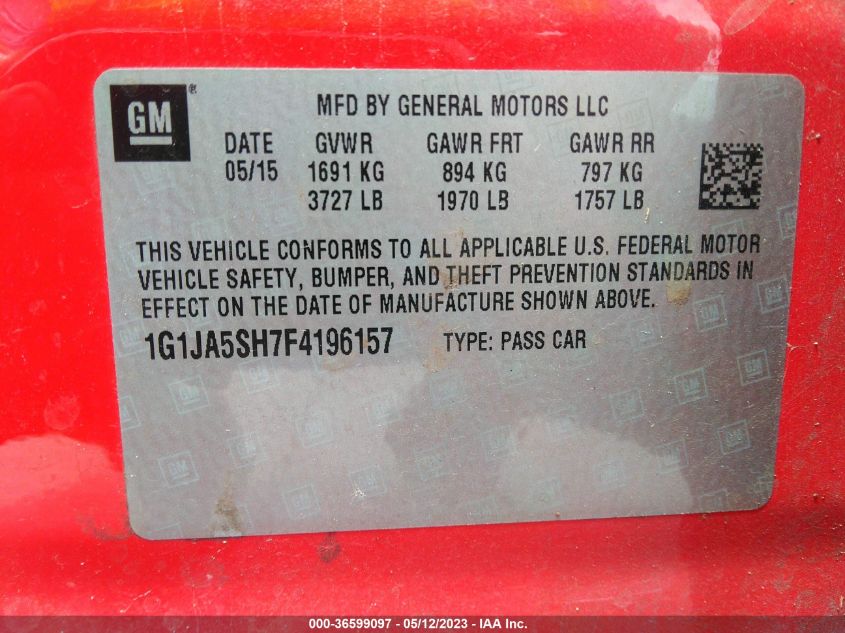 GM®
MFD BY GENERAL MOTORS LLC
DATE GVWR GAWR FRT GAWR RR
05/15 1691 KG 894 KG 797 KG
3727 LB 1970 LB 1757 LB
THIS VEHICLE CONFORMS TO ALL APPLICABLE U.S. FEDERAL MOTOR
VEHICLE SAFETY, BUMPER, AND THEFT PREVENTION STANDARDS IN
EFFECT ON THE DATE OF MANUFACTURE SHOWN ABOVE.
1G1JA5SH7F4196157 TYPE: PASS CAR
000-36599097 - 05/12/2023 - IAA Inc.